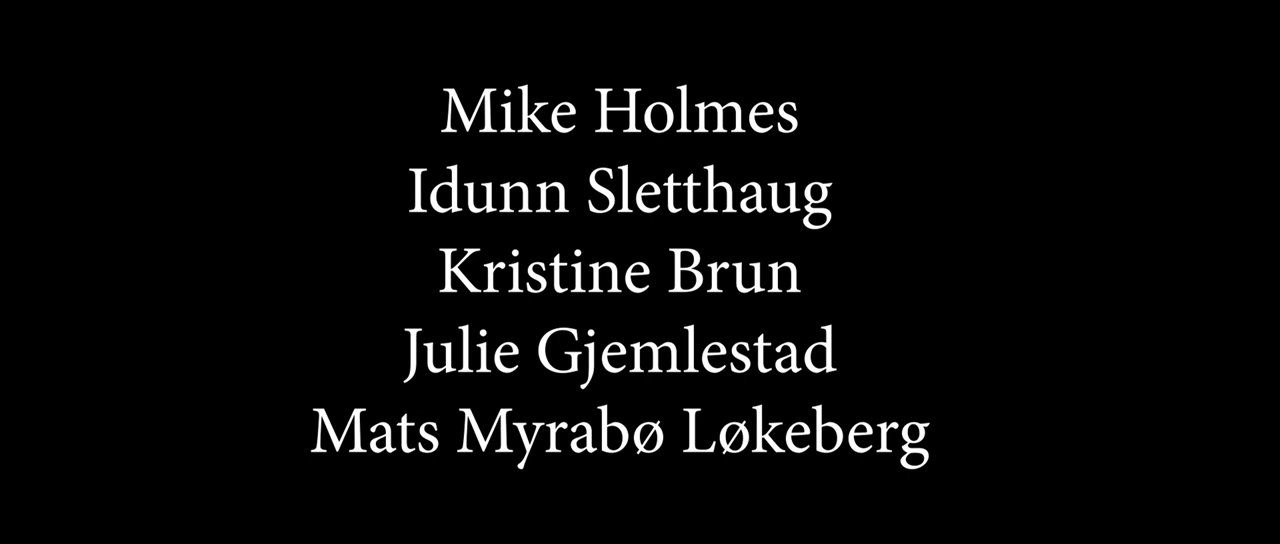 Mike Holmes
Idunn Sletthaug
Kristine Brun
Julie Gjemlestad
Mats Myrabø Løkeberg